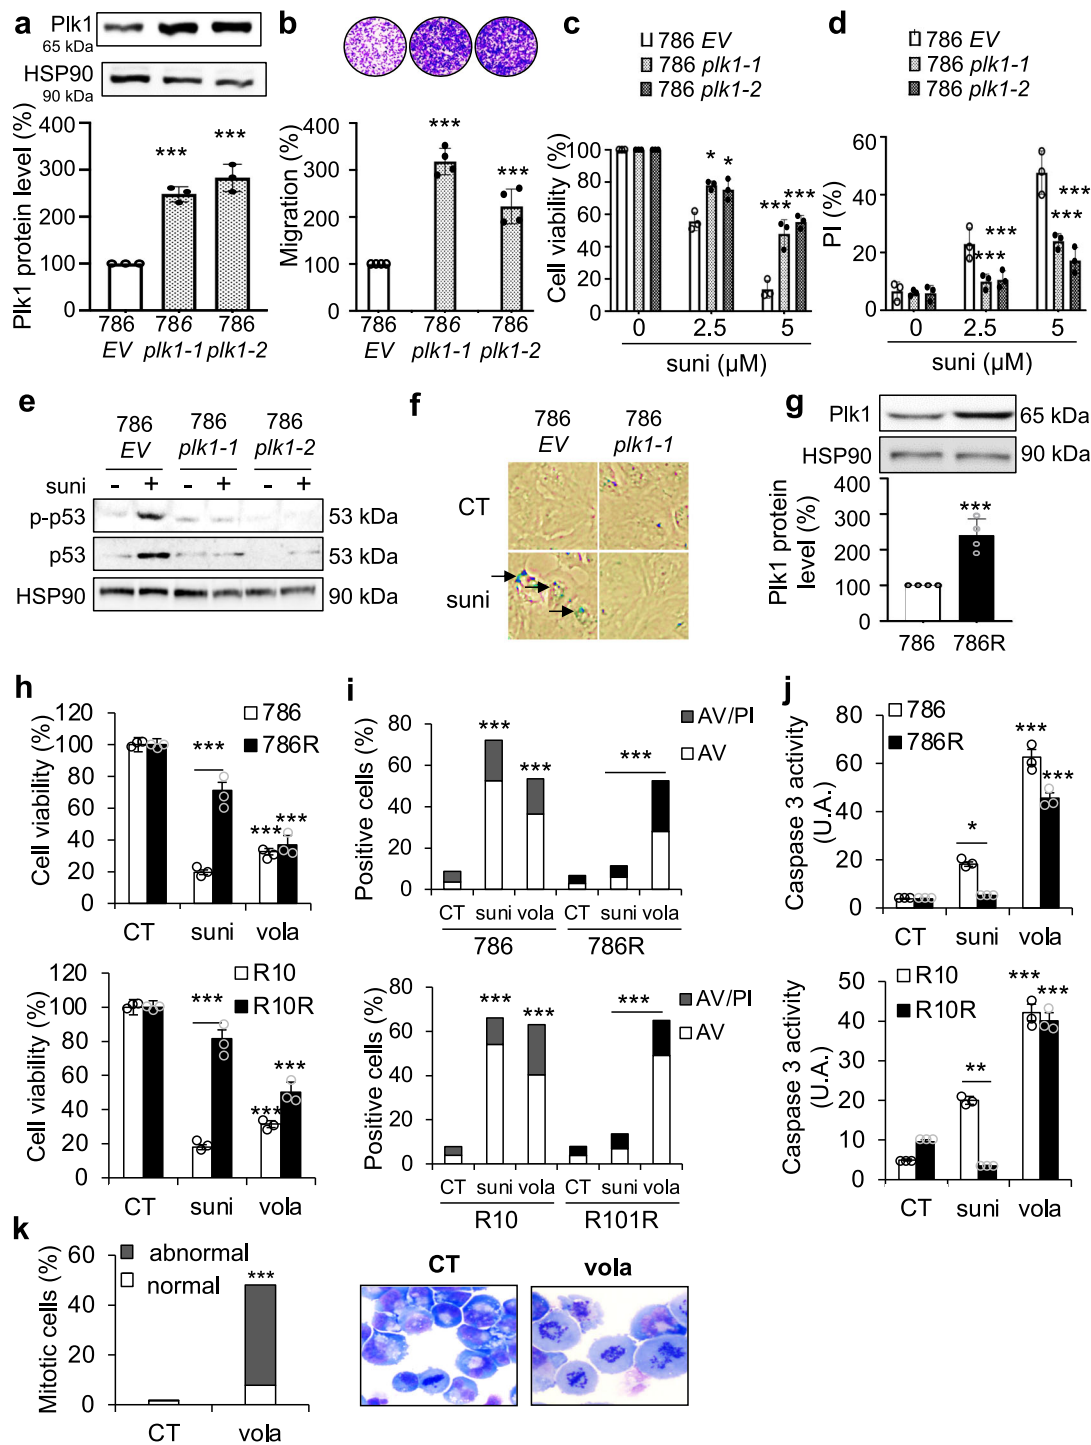 a
Plk1
65 kDa
HSP90
90 kDa
Plk1 protein level (%)
400
300
200
100
0
***
***
786 EV
786 plk1-1
786 plk1-2
b
Migration (%)
400
300
200
100
0
***
***
786 EV
786 plk1-1
786 plk1-2
c
786 EV
786 plk1-1
786 plk1-2
Cell viability (%)
100
80
60
40
20
0
* *
*** ***
0 2.5 5
suni (µM)
d
786 EV
786 plk1-1
786 plk1-2
PI (%)
60
40
20
0
***
***
***
***
0 2.5 5
suni (µM)
e
786 EV
786 plk1-1
786 plk1-2
suni - + - + - +
p-p53 53 kDa
p53 53 kDa
HSP90 90 kDa
f
786 EV
786 plk1-1
CT
suni
g
Plk1 65 kDa
HSP90 90 kDa
Plk1 protein level (%)
400
300
200
100
0
***
786 786R
h
Cell viability (%)
120
100
80
60
40
20
0
786
786R
***
*** ***
CT suni vola
Cell viability (%)
120
100
80
60
40
20
0
R10
R10R
***
***
***
CT suni vola
i
Positive cells (%)
80
60
40
20
0
AV/PI
AV
***
***
***
CT suni vola CT suni vola
786 786R
Positive cells (%)
80
60
40
20
0
AV/PI
AV
***
***
***
CT suni vola CT suni vola
R10 R101R
j
Caspase 3 activity (U.A.)
80
60
40
20
0
786
786R
*
***
***
CT suni vola
Caspase 3 activity (U.A.)
50
40
30
20
10
0
R10
R10R
**
***
***
CT suni vola
k
Mitotic cells (%)
60
40
20
0
abnormal
normal
***
CT vola
CT vola